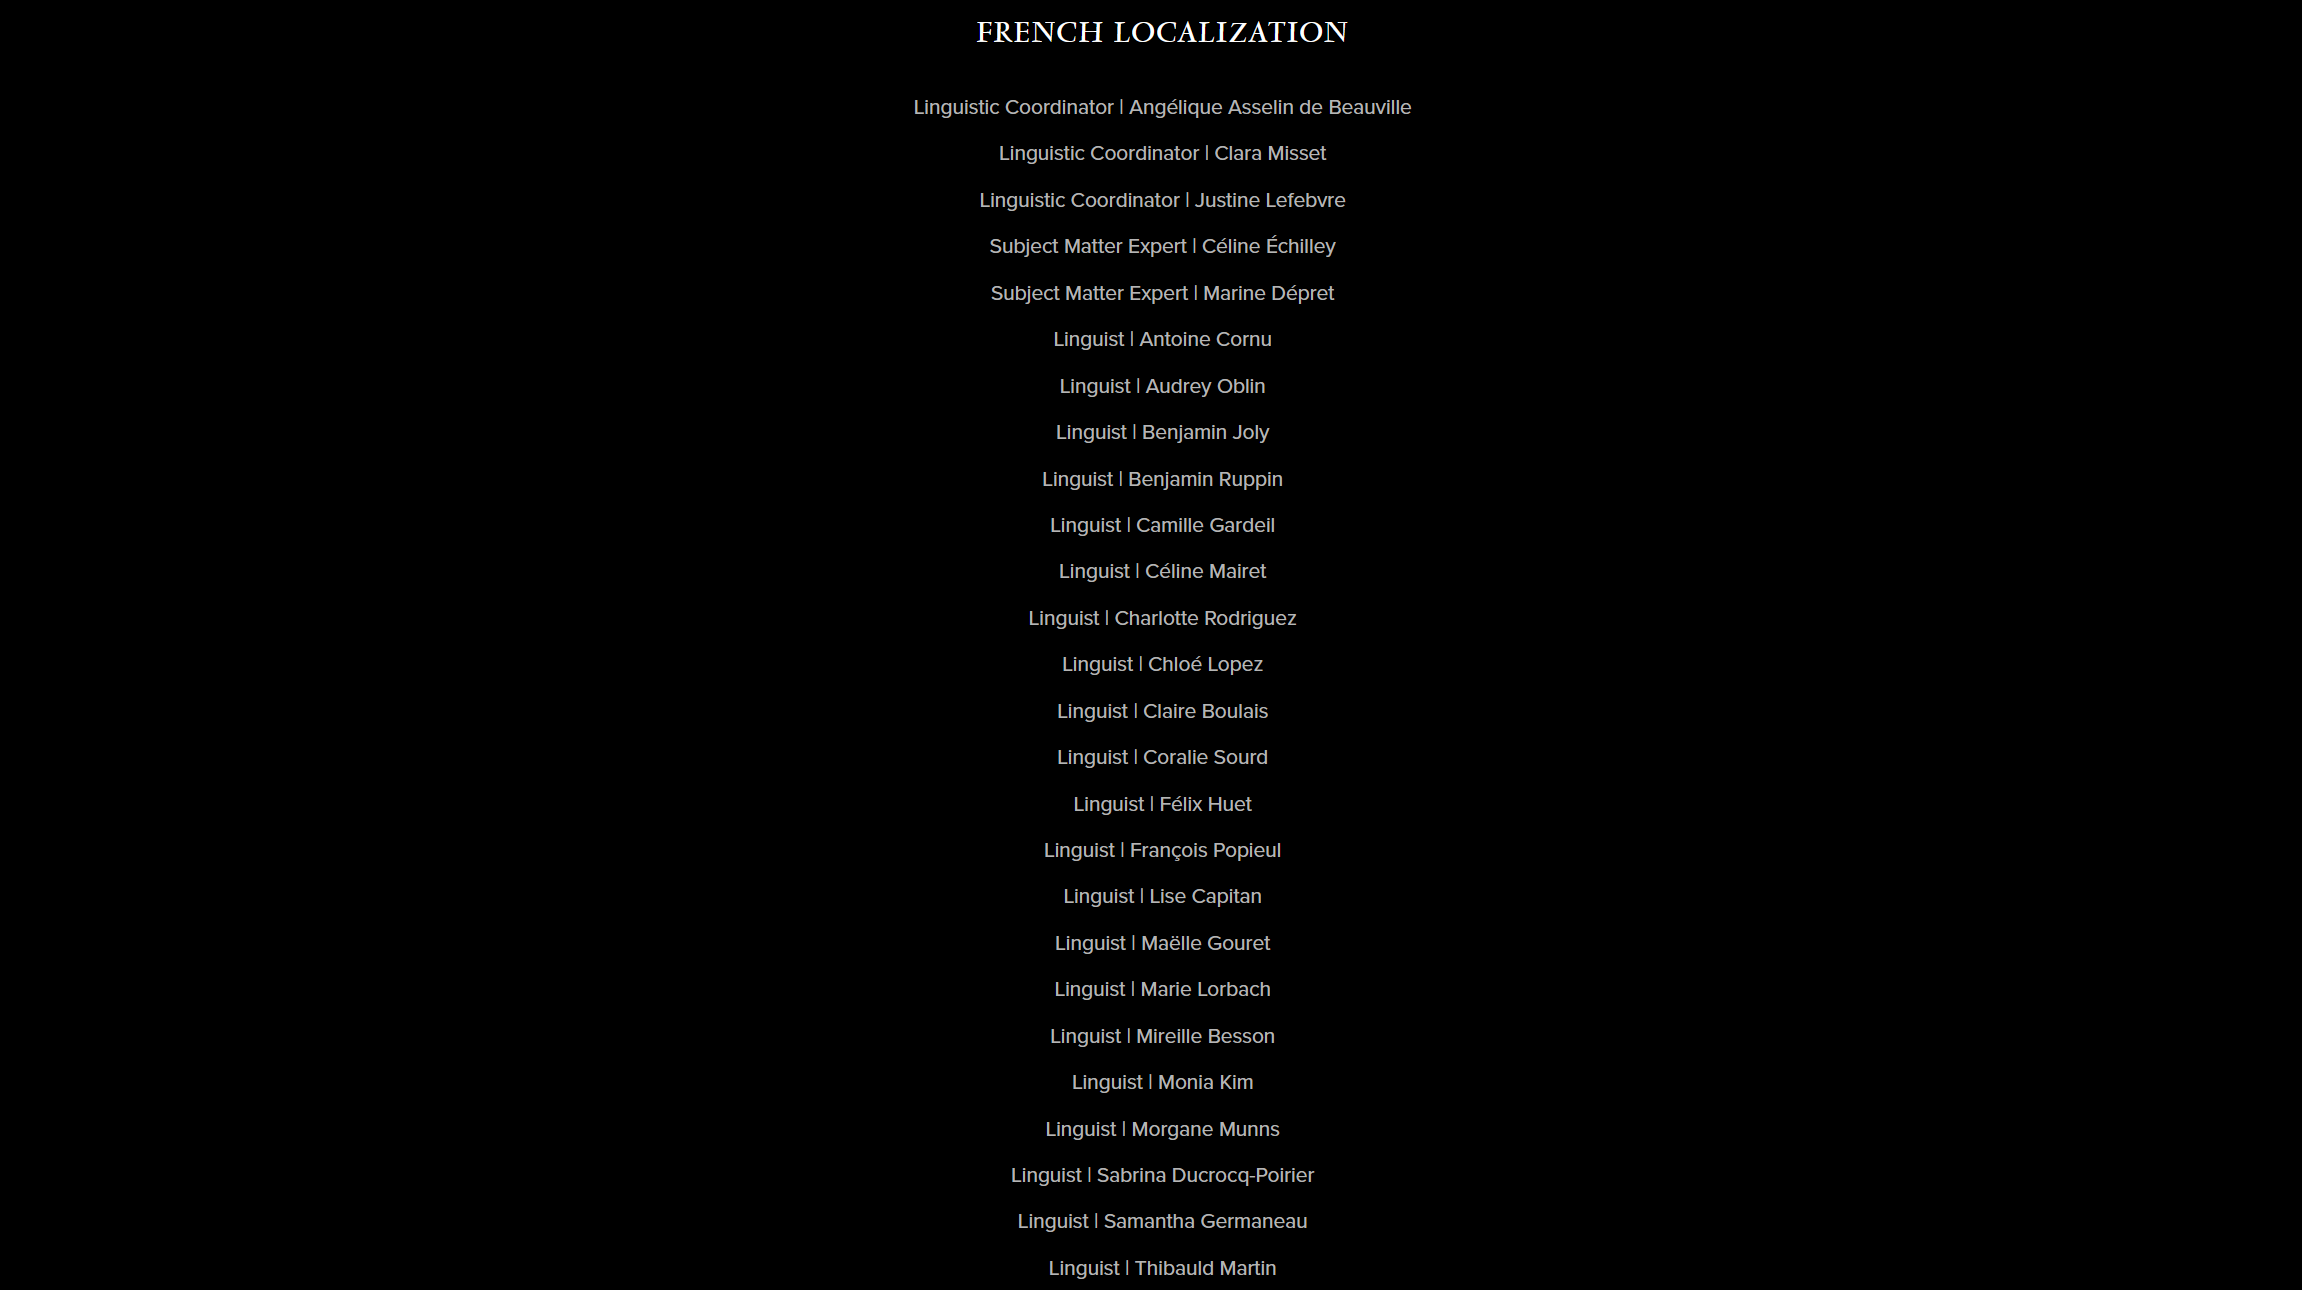 FRENCH LOCALIZATION
Linguistic Coordinator | Angélique Asselin de Beauville
Linguistic Coordinator | Clara Misset
Linguistic Coordinator | Justine Lefebvre
Subject Matter Expert | Céline Échilley
Subject Matter Expert | Marine Dépret
Linguist | Antoine Cornu
Linguist | Audrey Oblin
Linguist | Benjamin Joly
Linguist | Benjamin Ruppin
Linguist | Camille Gardeil
Linguist | Céline Mairet
Linguist | Charlotte Rodriguez
Linguist | Chloé Lopez
Linguist | Claire Boulais
Linguist | Coralie Sourd
Linguist | Félix Huet
Linguist | François Popieul
Linguist | Lise Capitan
Linguist | Maëlle Gouret
Linguist | Marie Lorbach
Linguist | Mireille Besson
Linguist | Monia Kim
Linguist | Morgane Munns
Linguist | Sabrina Ducrocq-Poirier
Linguist | Samantha Germaneau
Linguist | Thibauld Martin